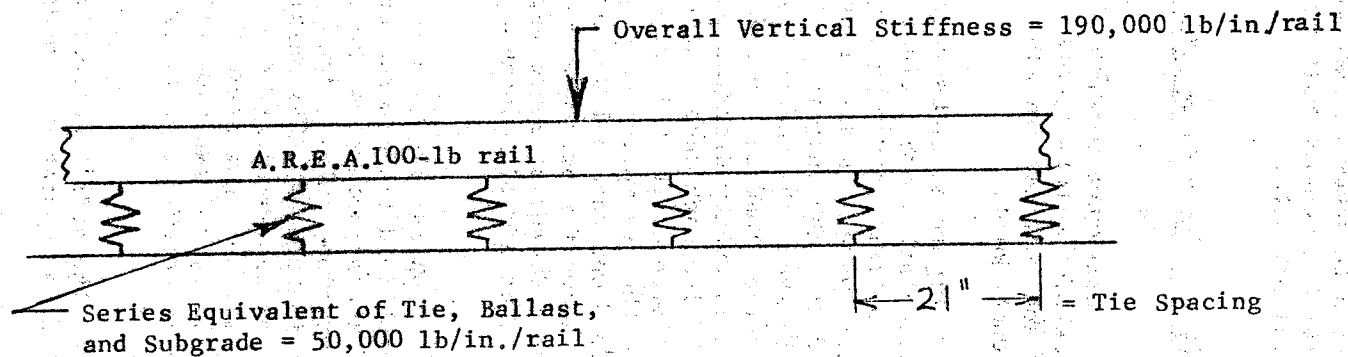 Overall Vertical Stiffness = 190,000 lb/in./rail
A.R.E.A.100-lb rail
21"
= Tie Spacing
Series Equivalent of Tie, Ballast,
and Subgrade = 50,000 lb/in./rail